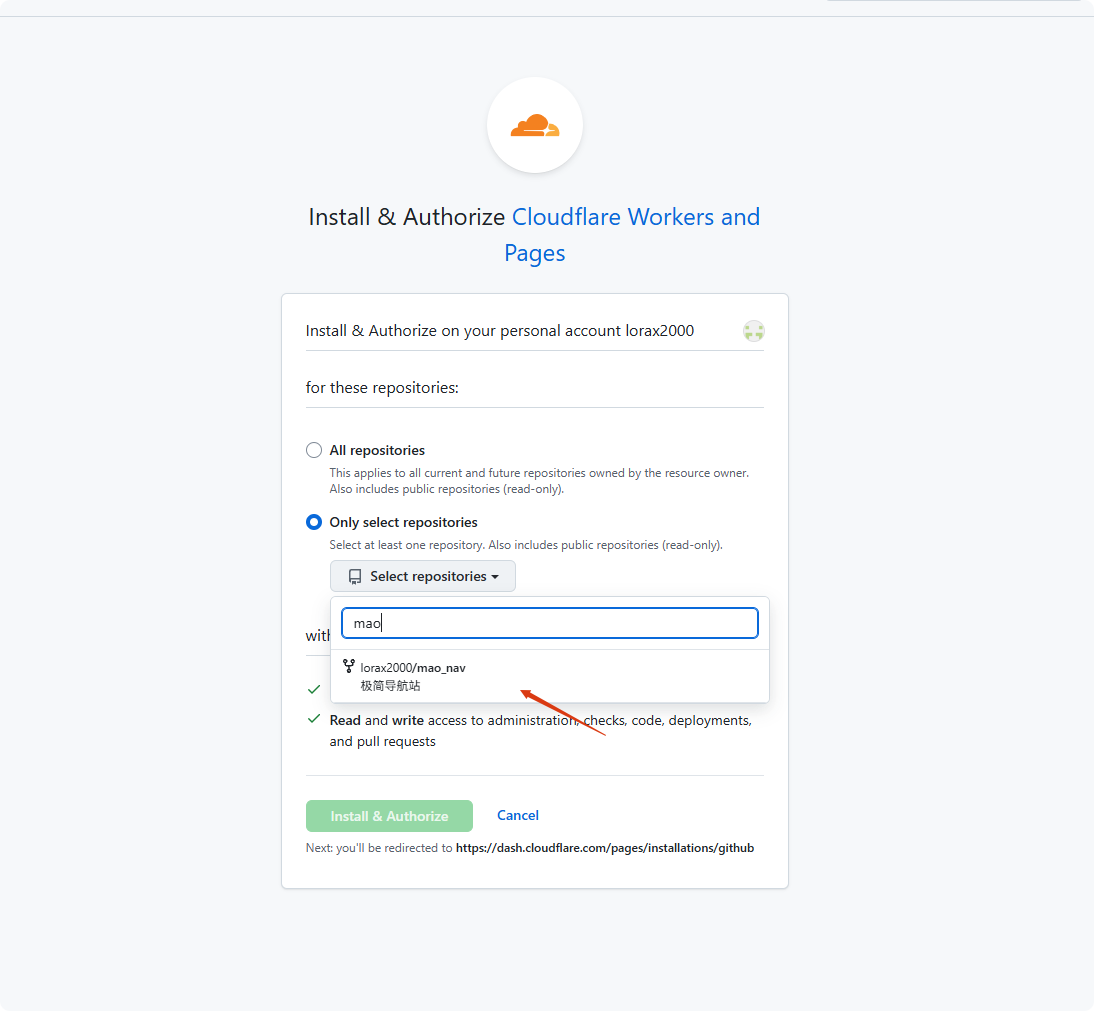 Install & Authorize Cloudflare Workers and
Pages
Install & Authorize on your personal account lorax2000
for these repositories:
All repositories
This applies to all current and future repositories owned by the resource owner.
Also includes public repositories (read-only).
Only select repositories
Select at least one repository. Also includes public repositories (read-only).
Select repositories
mao
with
lorax2000/mao_nav
极简导航站
Read and write access to administration, checks, code, deployments,
and pull requests
Install & Authorize
Cancel
Next: you'll be redirected to https://dash.cloudflare.com/pages/installations/github